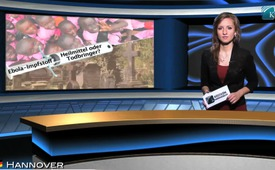 Ebola-Impfstoff
Heilmittel oder
Todbringer?
HANNOVER